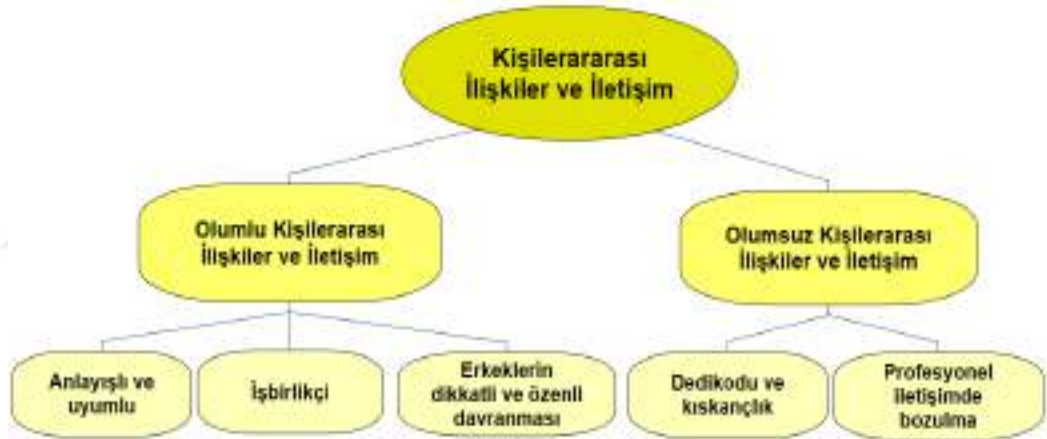 Kişilerararası
İlişkiler ve İletişim
Olumlu Kişilerarası
İlişkiler ve İletişim
Olumsuz Kişilerarası
İlişkiler ve İletişim
Anlayışlı ve
uyumlu
İşbirlikçi
Erkeklerin
dikkatli ve özenli
davranması
Dedikodu ve
kıskançlık
Profesyonel
iletişimde
bozulma